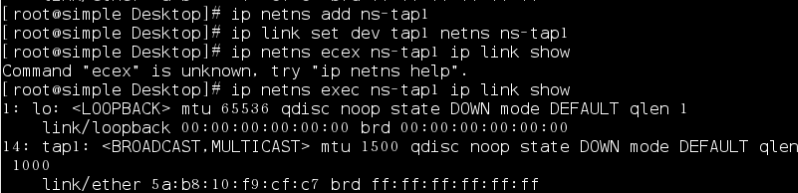 [root@simple Desktop]# ip netns add ns-tap1
[root@simple Desktop]# ip link set dev tap1 netns ns-tap1
[root@simple Desktop]# ip netns ecex ns-tap1 ip link show
Command "ecex" is unknown, try "ip netns help".
[root@simple Desktop]# ip netns exec ns-tap1 ip link show
1: lo: <LOOPBACK> mtu 65536 qdisc noop state DOWN mode DEFAULT qlen 1
    link/loopback 00:00:00:00:00:00 brd 00:00:00:00:00:00
14: tap1: <BROADCAST,MULTICAST> mtu 1500 qdisc noop state DOWN mode DEFAULT qlen
 1000
    link/ether 5a:b8:10:f9:cf:c7 brd ff:ff:ff:ff:ff:ff